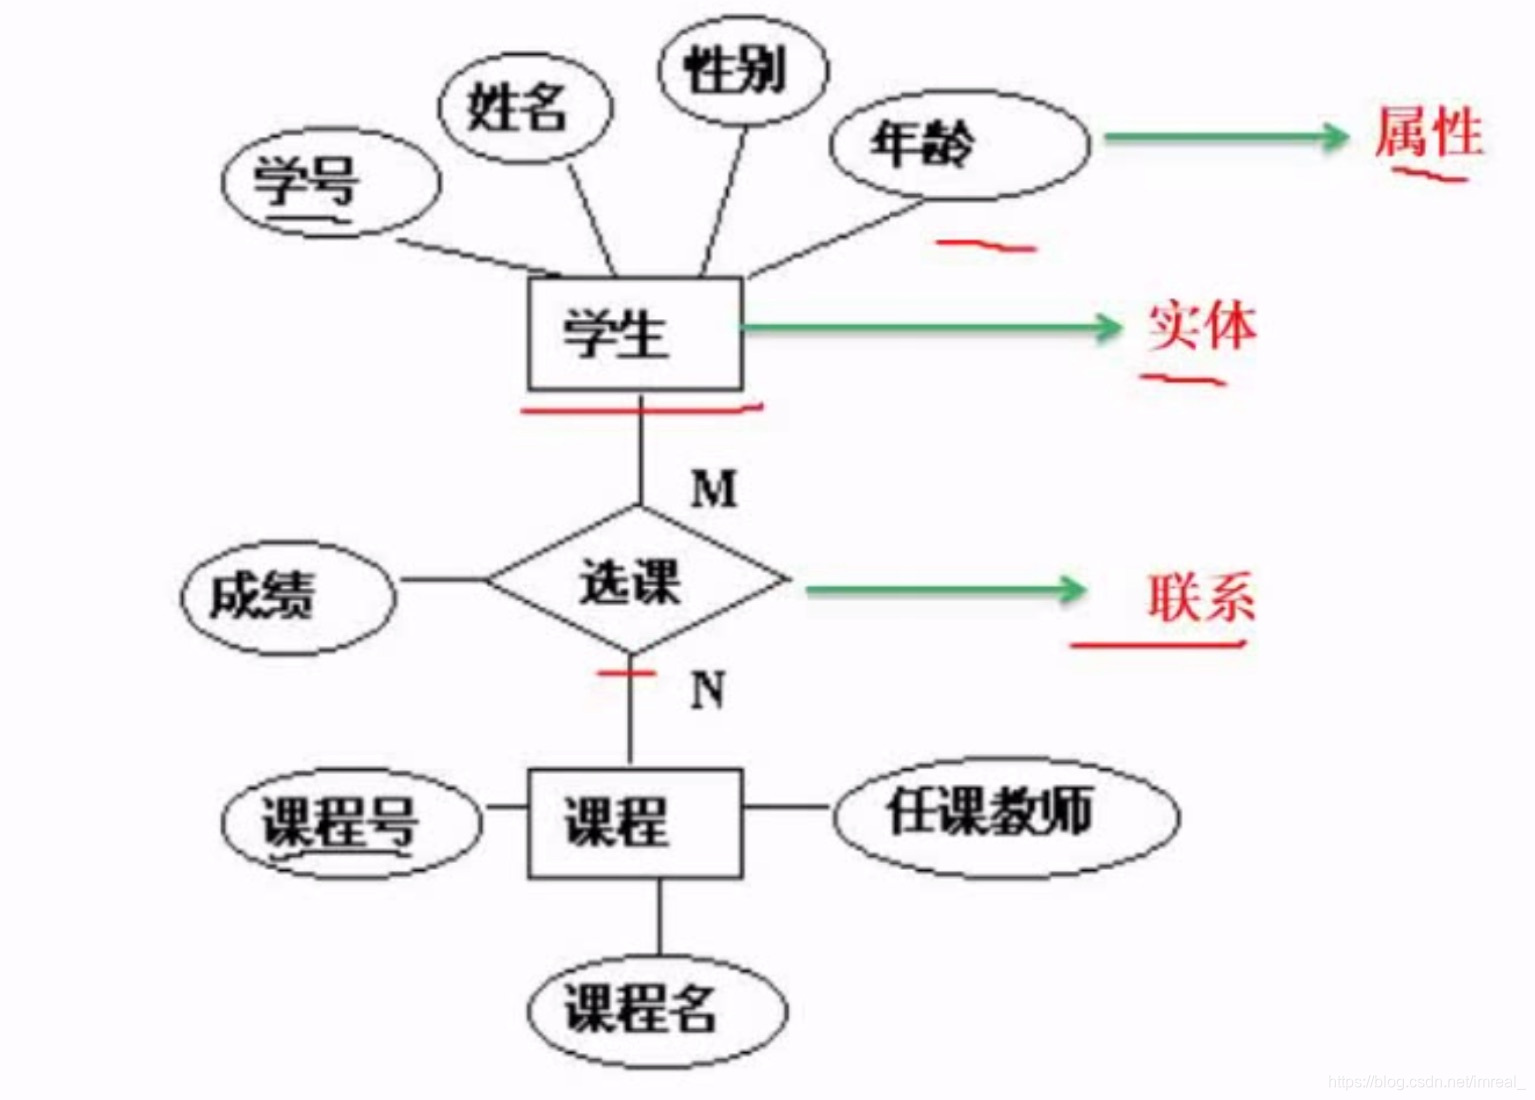 性别
姓名
年龄
属性
学号
学生
实体
M
选课
成绩
联系
N
课程号
课程
任课教师
课程名
https://blog.csdn.net/imreal_